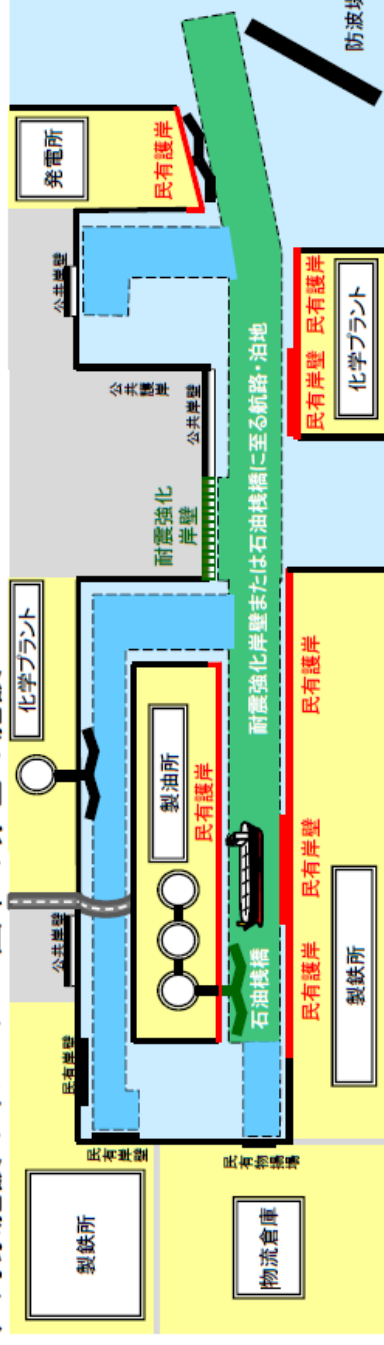 製鉄所
民有岸壁
民有岸壁
公共岸壁
化学プラント
耐震強化
岸壁
公共護岸
公共岸壁
公共岸壁
発電所
民有護岸
防波堤
製油所
民有護岸
石油桟橋
耐震強化岸壁または石油桟橋に至る航路・泊地
物流倉庫
民有物揚場
製鉄所
民有護岸
民有岸壁
民有護岸
民有岸壁
民有護岸
化学プラント